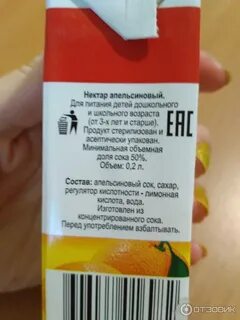 Нектар апельсиновый.
Для питания детей дошкольного
и школьного возраста
(от 3-х лет и старше).
Продукт стерилизован и
асептически упакован.
Минимальная объемная
доля сока 50%.
Объем: 0,2 л.
EAC
Состав: апельсиновый сок, сахар,
регулятор кислотности - лимонная
кислота, вода.
Изготовлен из
концентрированного сока.
Перед употреблением взбалтывать.
ОТЗОВИК